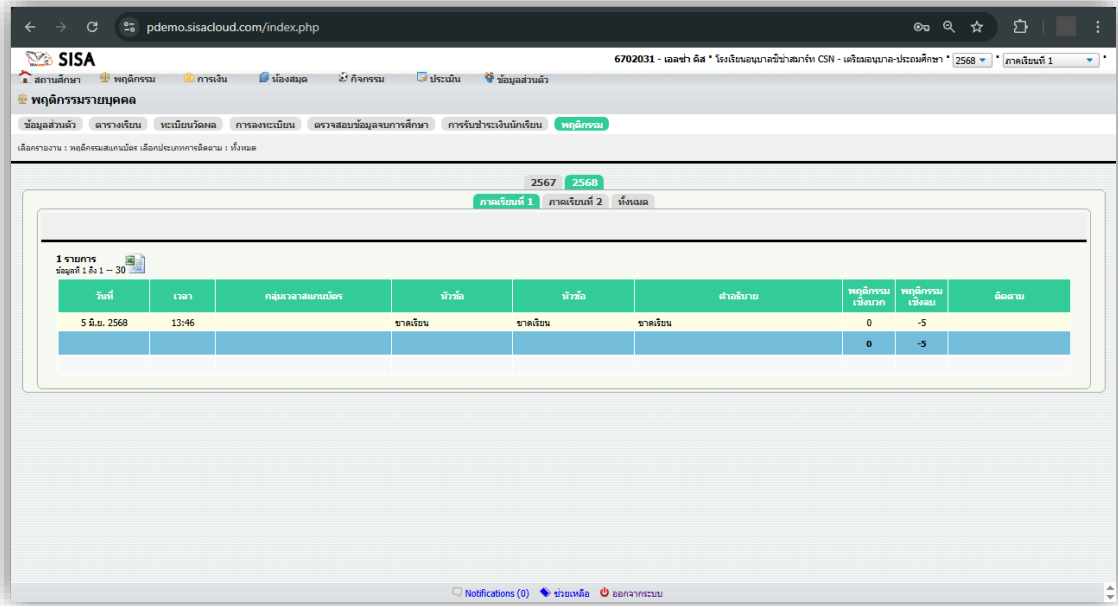 pdemo.sisacloud.com/index.php
SISA
6702031 - เอลซ่า ดิส * โรงเรียนอนุบาลชิชาสมาร์ท CSN - เตรียมอนุบาล-ประถมศึกษา * 2568 * ภาคเรียนที่ 1 *
สถานศึกษา พฤติกรรม การเงิน ห้องสมุด กิจกรรม ประเมิน ข้อมูลส่วนตัว
พฤติกรรมรายบุคคล
ข้อมูลส่วนตัว ตารางเรียน ทะเบียนวัดผล การลงทะเบียน ตรวจสอบข้อมูลจบการศึกษา การรับชำระเงินนักเรียน พฤติกรรม
เลือกรายงาน : พฤติกรรมสแกนบัตร เลือกประเภทการติดตาม : ทั้งหมด
2567 2568
ภาคเรียนที่ 1 ภาคเรียนที่ 2 ทั้งหมด
1 รายการ
ข้อมูลที่ 1 ถึง 1 -- 30
วันที่ เวลา กลุ่มเวลาสแกนบัตร หัวข้อ หัวข้อ คำอธิบาย พฤติกรรมเชิงบวก พฤติกรรมเชิงลบ ติดตาม
5 มิ.ย. 2568 13:46 ขาดเรียน ขาดเรียน ขาดเรียน 0 -5
0 -5
Notifications (0) ช่วยเหลือ ออกจากระบบ